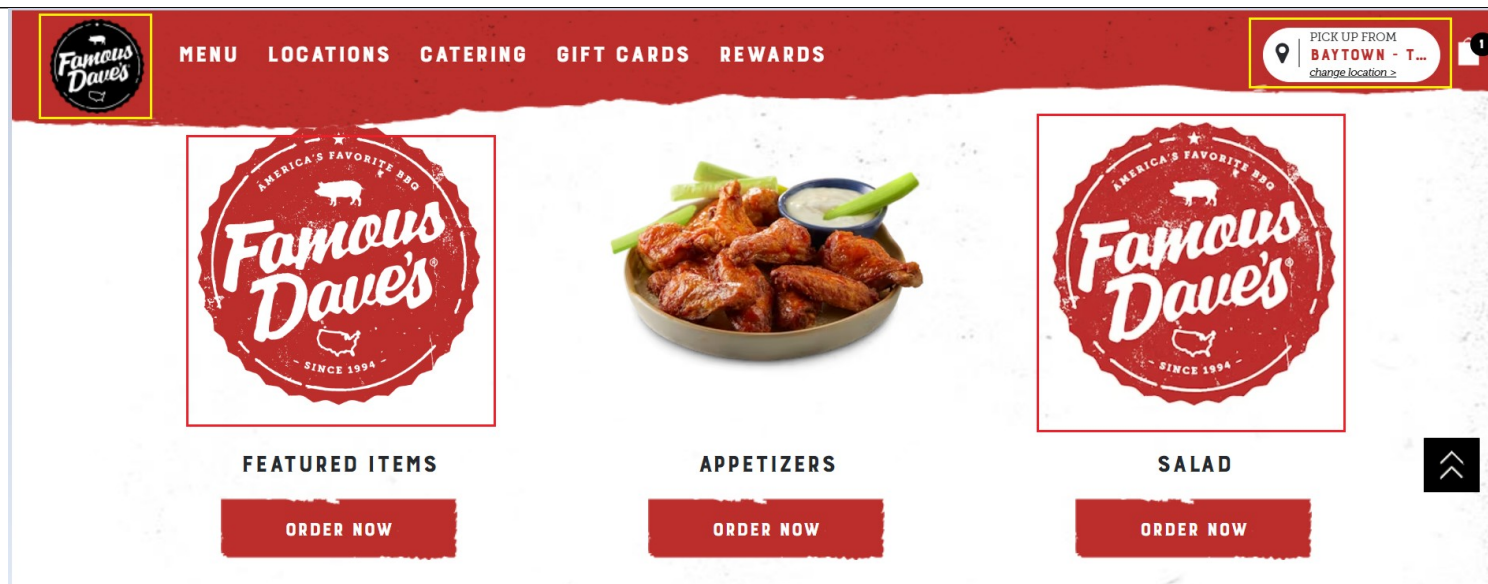 Famous
Dave's
MENU LOCATIONS CATERING GIFT CARDS REWARDS
PICK UP FROM
BAYTOWN - T...
change location >
1
AMERICA'S FAVORITE BBQ
Famous
Dave's®
- SINCE 1994 -
AMERICA'S FAVORITE BBQ
Famous
Dave's®
- SINCE 1994 -
FEATURED ITEMS APPETIZERS SALAD
ORDER NOW ORDER NOW ORDER NOW